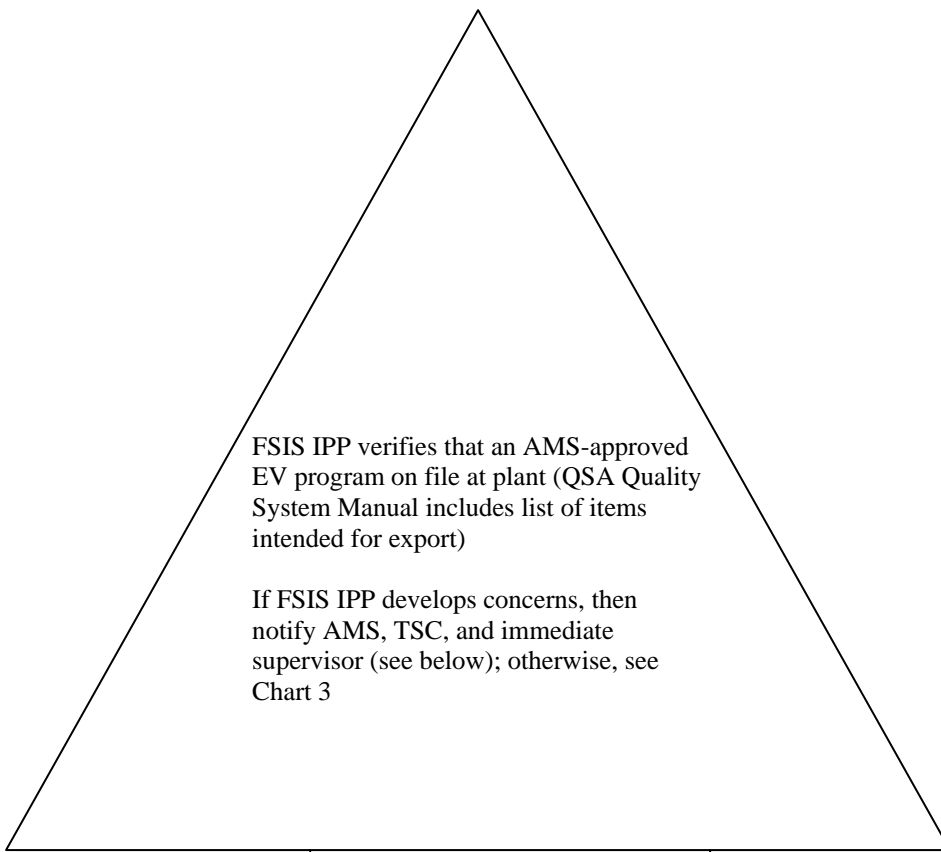 FSIS IPP verifies that an AMS-approved
EV program on file at plant (QSA Quality
System Manual includes list of items
intended for export)
If FSIS IPP develops concerns, then
notify AMS, TSC, and immediate
supervisor (see below); otherwise, see
Chart 3